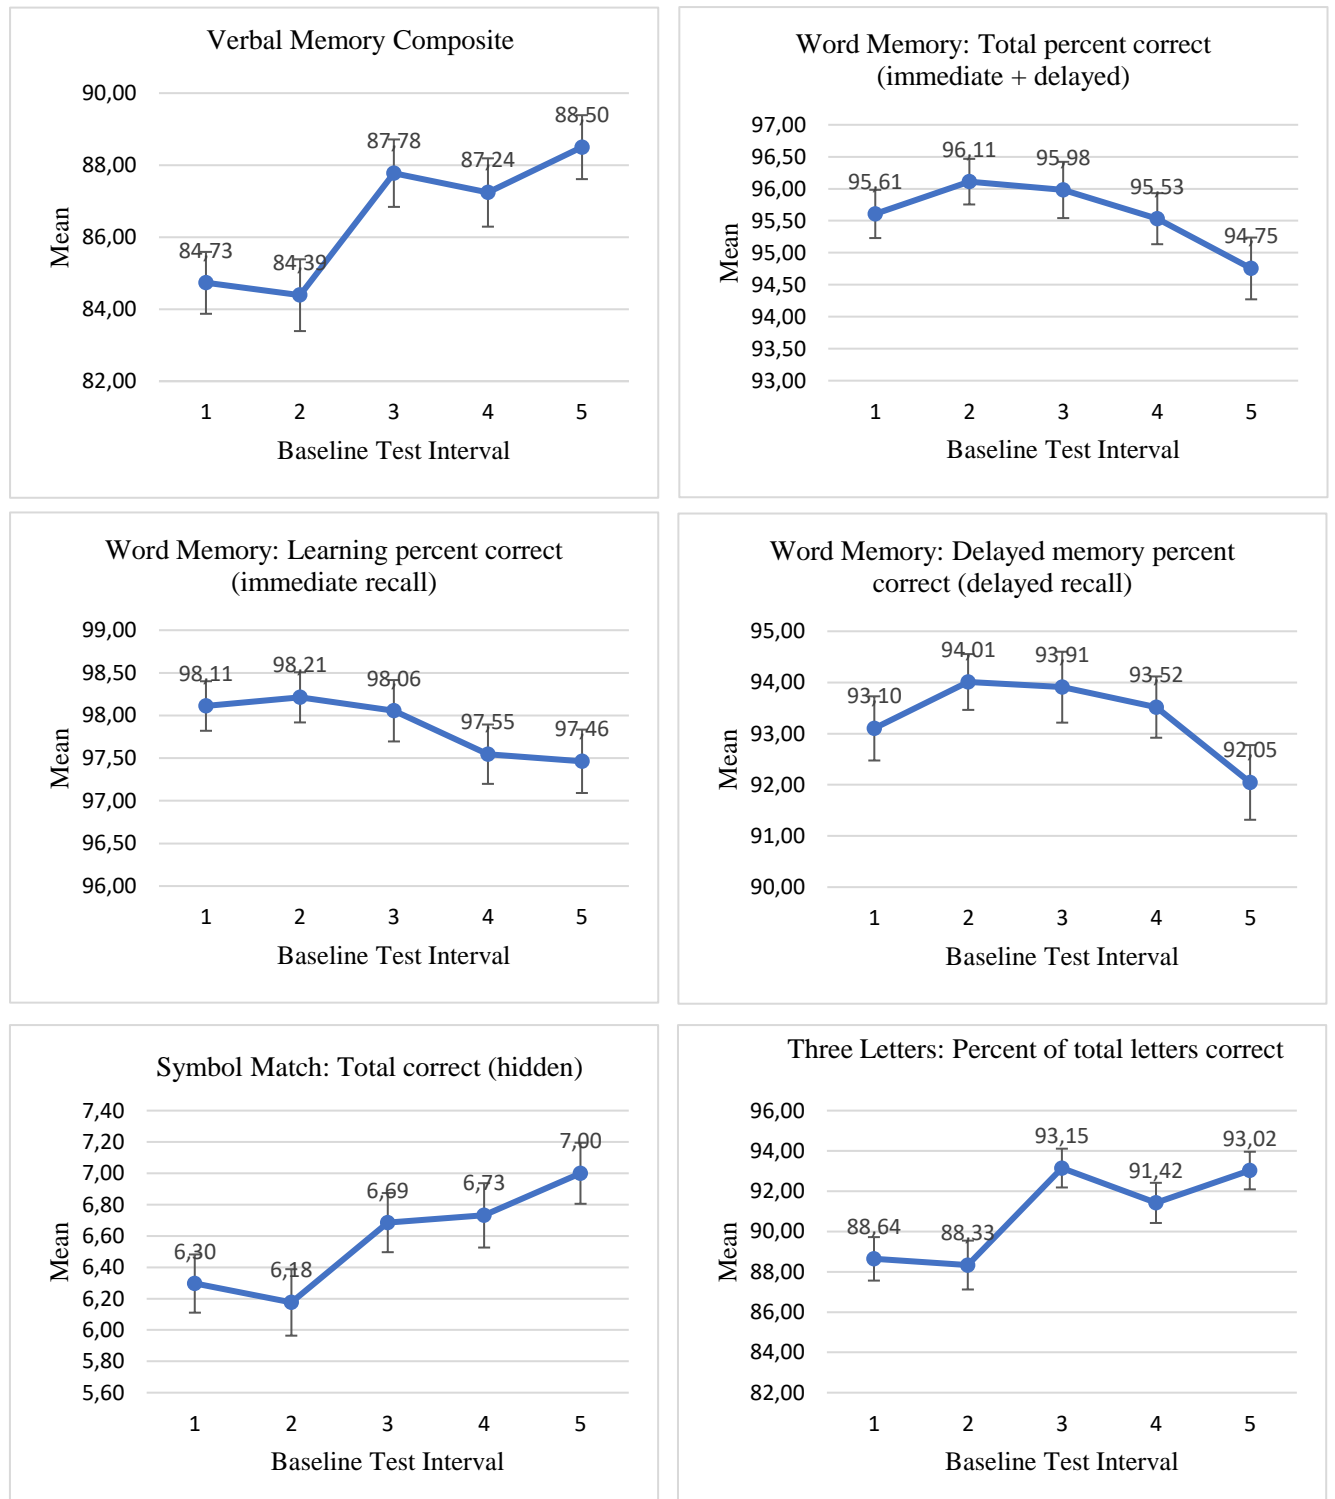 Verbal Memory Composite
90,00
88,00
86,00
84,00
82,00
Mean
84,73
84,39
87,78
87,24
88,50
1 2 3 4 5
Baseline Test Interval
Word Memory: Total percent correct
(immediate + delayed)
97,00
96,50
96,00
95,50
95,00
94,50
94,00
93,50
93,00
Mean
95,61
96,11
95,98
95,53
94,75
1 2 3 4 5
Baseline Test Interval
Word Memory: Learning percent correct
(immediate recall)
99,00
98,50
98,00
97,50
97,00
96,50
96,00
Mean
98,11
98,21
98,06
97,55
97,46
1 2 3 4 5
Baseline Test Interval
Word Memory: Delayed memory percent
correct (delayed recall)
95,00
94,00
93,00
92,00
91,00
90,00
Mean
93,10
94,01
93,91
93,52
92,05
1 2 3 4 5
Baseline Test Interval
Symbol Match: Total correct (hidden)
7,40
7,20
7,00
6,80
6,60
6,40
6,20
6,00
5,80
5,60
Mean
6,30
6,18
6,69
6,73
7,00
1 2 3 4 5
Baseline Test Interval
Three Letters: Percent of total letters correct
96,00
94,00
92,00
90,00
88,00
86,00
84,00
82,00
Mean
88,64
88,33
93,15
91,42
93,02
1 2 3 4 5
Baseline Test Interval